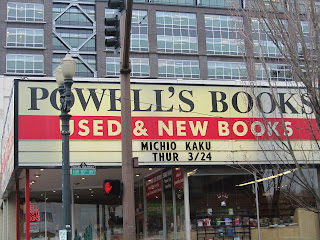 POWELL'S BOOKS
USED & NEW BOOKS
MICHIO KAKU
THUR 3/24